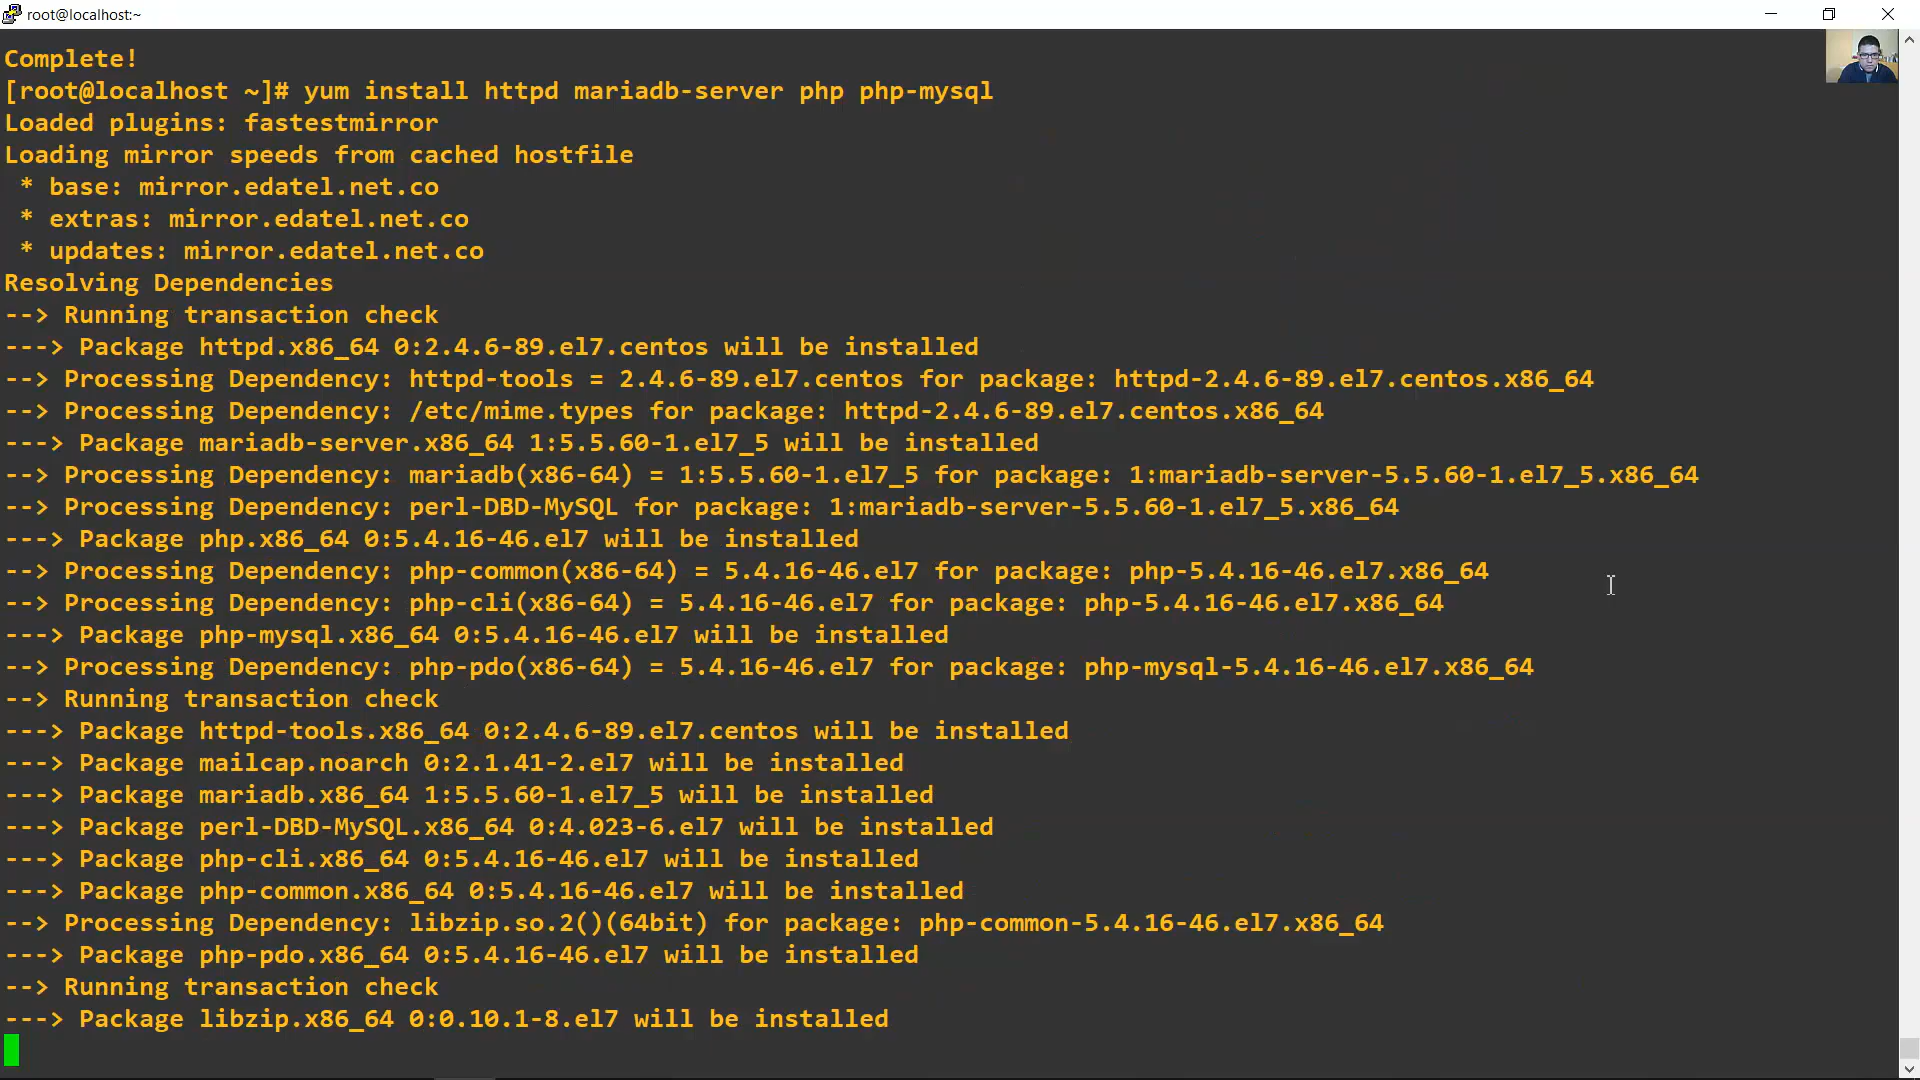 root@localhost:~
Complete!
[root@localhost ~]# yum install httpd mariadb-server php php-mysql
Loaded plugins: fastestmirror
Loading mirror speeds from cached hostfile
 * base: mirror.edatel.net.co
 * extras: mirror.edatel.net.co
 * updates: mirror.edatel.net.co
Resolving Dependencies
--> Running transaction check
---> Package httpd.x86_64 0:2.4.6-89.el7.centos will be installed
--> Processing Dependency: httpd-tools = 2.4.6-89.el7.centos for package: httpd-2.4.6-89.el7.centos.x86_64
--> Processing Dependency: /etc/mime.types for package: httpd-2.4.6-89.el7.centos.x86_64
---> Package mariadb-server.x86_64 1:5.5.60-1.el7_5 will be installed
--> Processing Dependency: mariadb(x86-64) = 1:5.5.60-1.el7_5 for package: 1:mariadb-server-5.5.60-1.el7_5.x86_64
--> Processing Dependency: perl-DBD-MySQL for package: 1:mariadb-server-5.5.60-1.el7_5.x86_64
---> Package php.x86_64 0:5.4.16-46.el7 will be installed
--> Processing Dependency: php-common(x86-64) = 5.4.16-46.el7 for package: php-5.4.16-46.el7.x86_64
--> Processing Dependency: php-cli(x86-64) = 5.4.16-46.el7 for package: php-5.4.16-46.el7.x86_64
---> Package php-mysql.x86_64 0:5.4.16-46.el7 will be installed
--> Processing Dependency: php-pdo(x86-64) = 5.4.16-46.el7 for package: php-mysql-5.4.16-46.el7.x86_64
--> Running transaction check
---> Package httpd-tools.x86_64 0:2.4.6-89.el7.centos will be installed
---> Package mailcap.noarch 0:2.1.41-2.el7 will be installed
---> Package mariadb.x86_64 1:5.5.60-1.el7_5 will be installed
---> Package perl-DBD-MySQL.x86_64 0:4.023-6.el7 will be installed
---> Package php-cli.x86_64 0:5.4.16-46.el7 will be installed
---> Package php-common.x86_64 0:5.4.16-46.el7 will be installed
--> Processing Dependency: libzip.so.2()(64bit) for package: php-common-5.4.16-46.el7.x86_64
---> Package php-pdo.x86_64 0:5.4.16-46.el7 will be installed
--> Running transaction check
---> Package libzip.x86_64 0:0.10.1-8.el7 will be installed